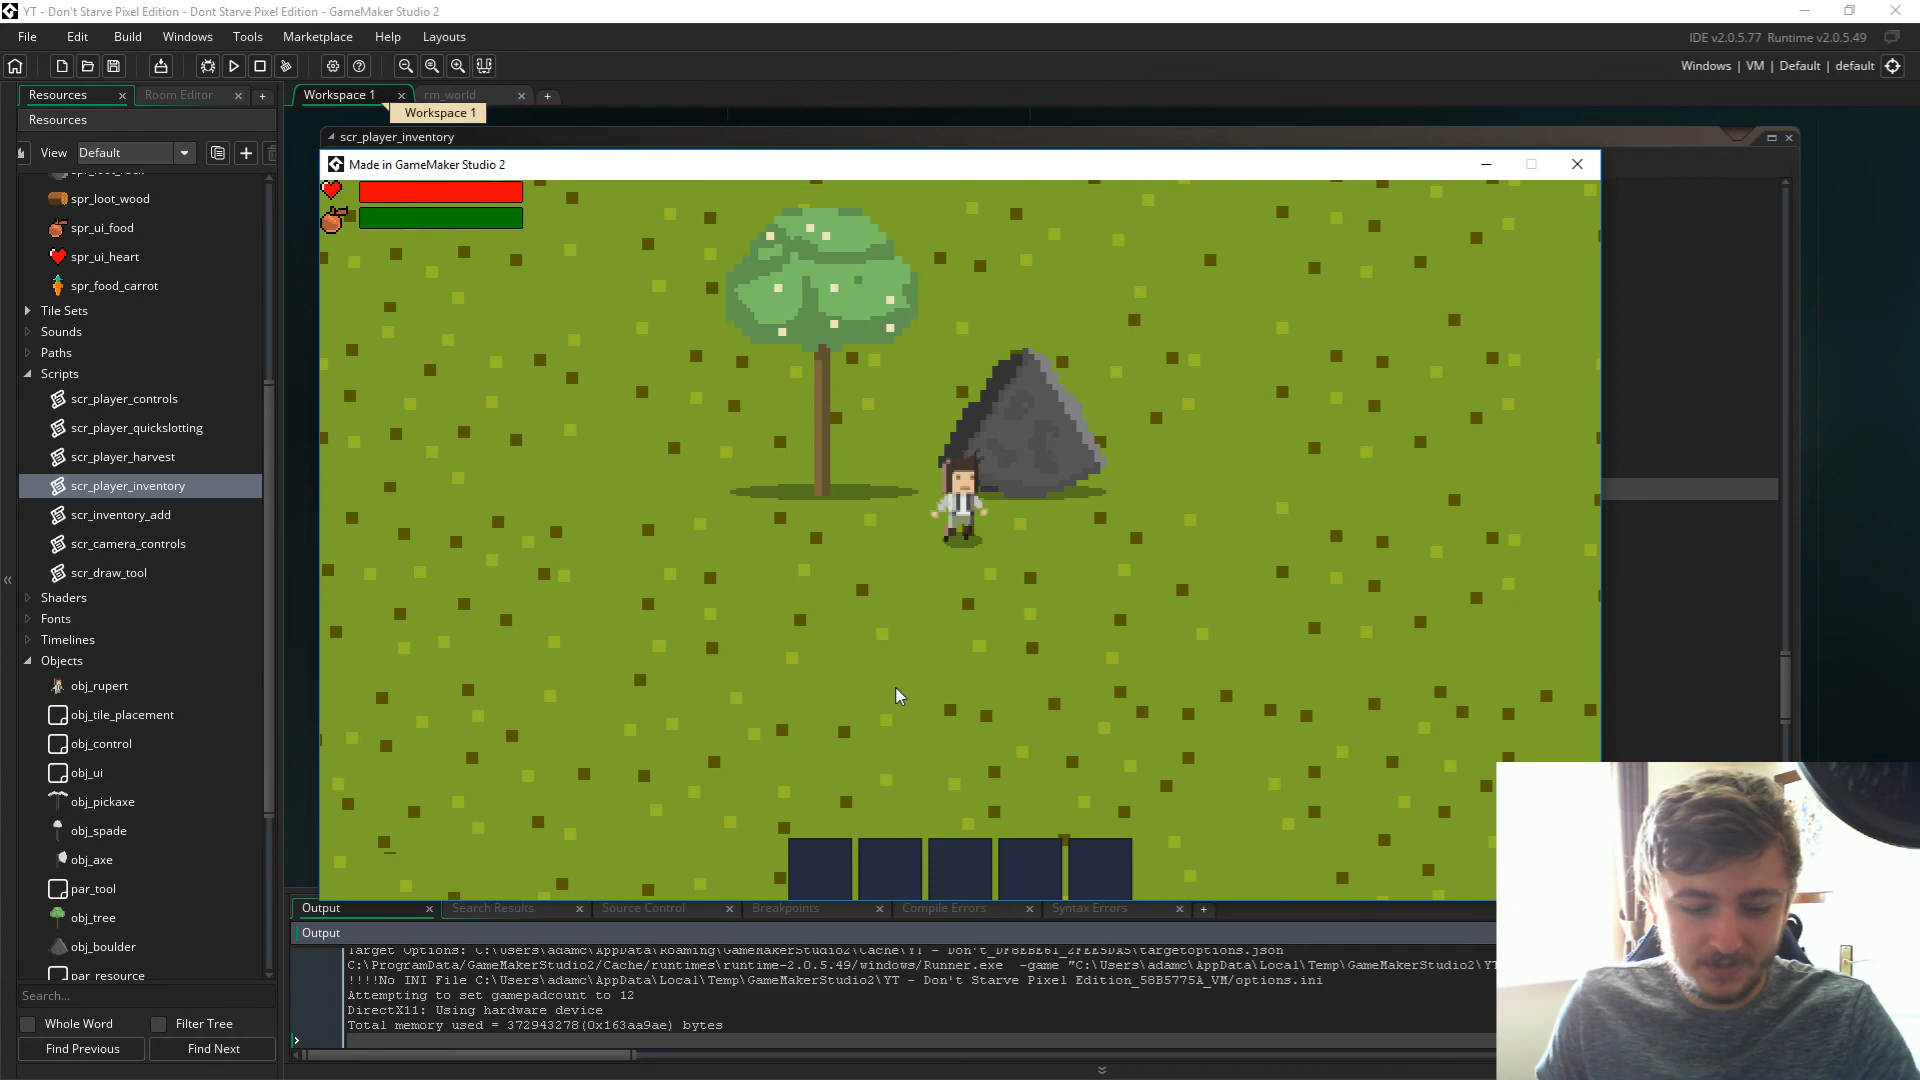 YT - Don't Starve Pixel Edition - Dont Starve Pixel Edition - GameMaker Studio 2
File Edit Build Windows Tools Marketplace Help Layouts
IDE v2.0.5.77 Runtime v2.0.5.49
Windows | VM | Default | default
Resources
Room Editor
Workspace 1
rm_world
Workspace 1
Resources
scr_player_inventory
View Default
Made in GameMaker Studio 2
spr_loot_wood
spr_ui_food
spr_ui_heart
spr_food_carrot
Tile Sets
Sounds
Paths
Scripts
scr_player_controls
scr_player_quickslotting
scr_player_harvest
scr_player_inventory
scr_inventory_add
scr_camera_controls
scr_draw_tool
Shaders
Fonts
Timelines
Objects
obj_rupert
obj_tile_placement
obj_control
obj_ui
obj_pickaxe
obj_spade
obj_axe
par_tool
obj_tree
obj_boulder
par_resource
Search...
Whole Word
Filter Tree
Find Previous
Find Next
Output
Search Results
Source Control
Breakpoints
Compile Errors
Syntax Errors
Output
C:\ProgramData/GameMakerStudio2/Cache/runtimes\runtime-2.0.5.49/windows/Runner.exe -game "C:\Users\adamc\AppData\Local\Temp\GameMakerStudio2\YT
!!!!No INI File C:\Users\adamc\AppData\Local\Temp\GameMakerStudio2\YT - Don't Starve Pixel Edition_58B5775A_VM/options.ini
Attempting to set gamepadcount to 12
DirectX11: Using hardware device
Total memory used = 372943278(0x163aa9ae) bytes